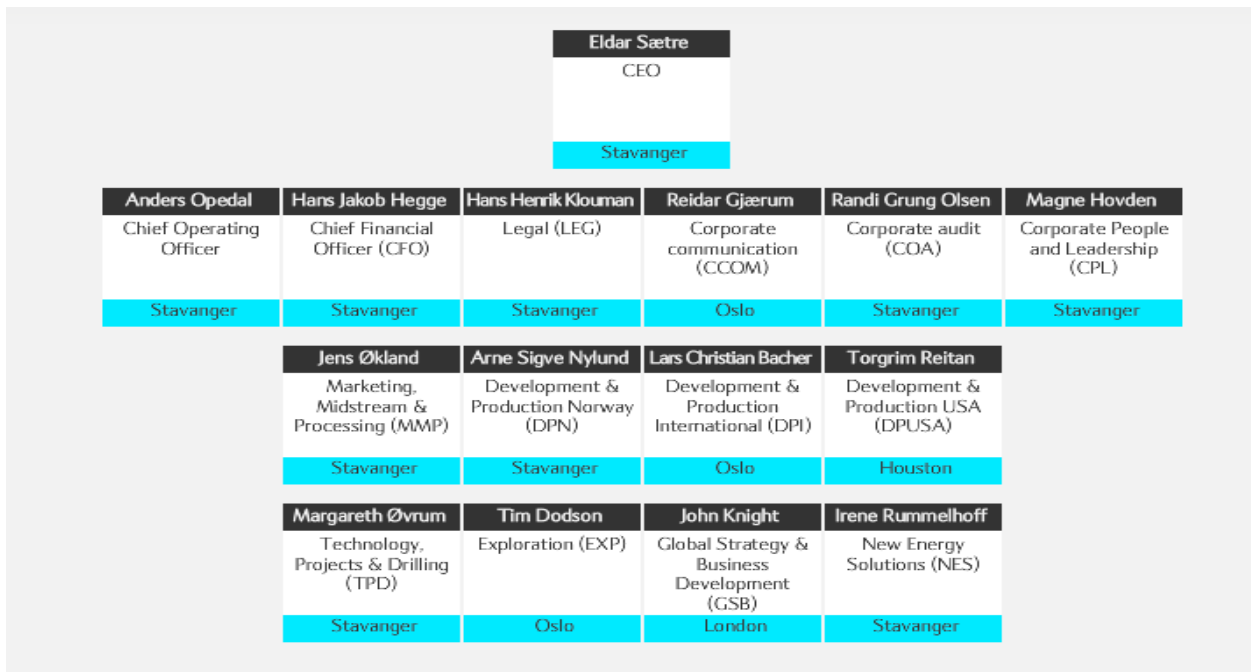 Eldar Sætre
CEO
Stavanger
Anders Opedal
Chief Operating
Officer
Stavanger
Hans Jakob Hegge
Chief Financial
Officer (CFO)
Stavanger
Hans Henrik Klouman
Legal (LEG)
Stavanger
Reidar Gjærum
Corporate
communication
(CCOM)
Oslo
Randi Grung Olsen
Corporate audit
(COA)
Stavanger
Magne Hovden
Corporate People
and Leadership
(CPL)
Stavanger
Jens Økland
Marketing,
Midstream &
Processing (MMP)
Stavanger
Arne Sigve Nylund
Development &
Production Norway
(DPN)
Stavanger
Lars Christian Bacher
Development &
Production
International (DPI)
Oslo
Torgrim Reitan
Development &
Production USA
(DPUSA)
Houston
Margareth Øvrum
Technology,
Projects & Drilling
(TPD)
Stavanger
Tim Dodson
Exploration (EXP)
Oslo
John Knight
Global Strategy &
Business
Development
(GSB)
London
Irene Rummelhoff
New Energy
Solutions (NES)
Stavanger